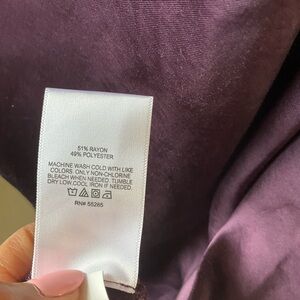 51% RAYON
49% POLYESTER
MACHINE WASH COLD WITH LIKE
COLORS. ONLY NON-CHLORINE
BLEACH WHEN NEEDED. TUMBLE
DRY LOW, COOL IRON IF NEEDED.
RN# 55285